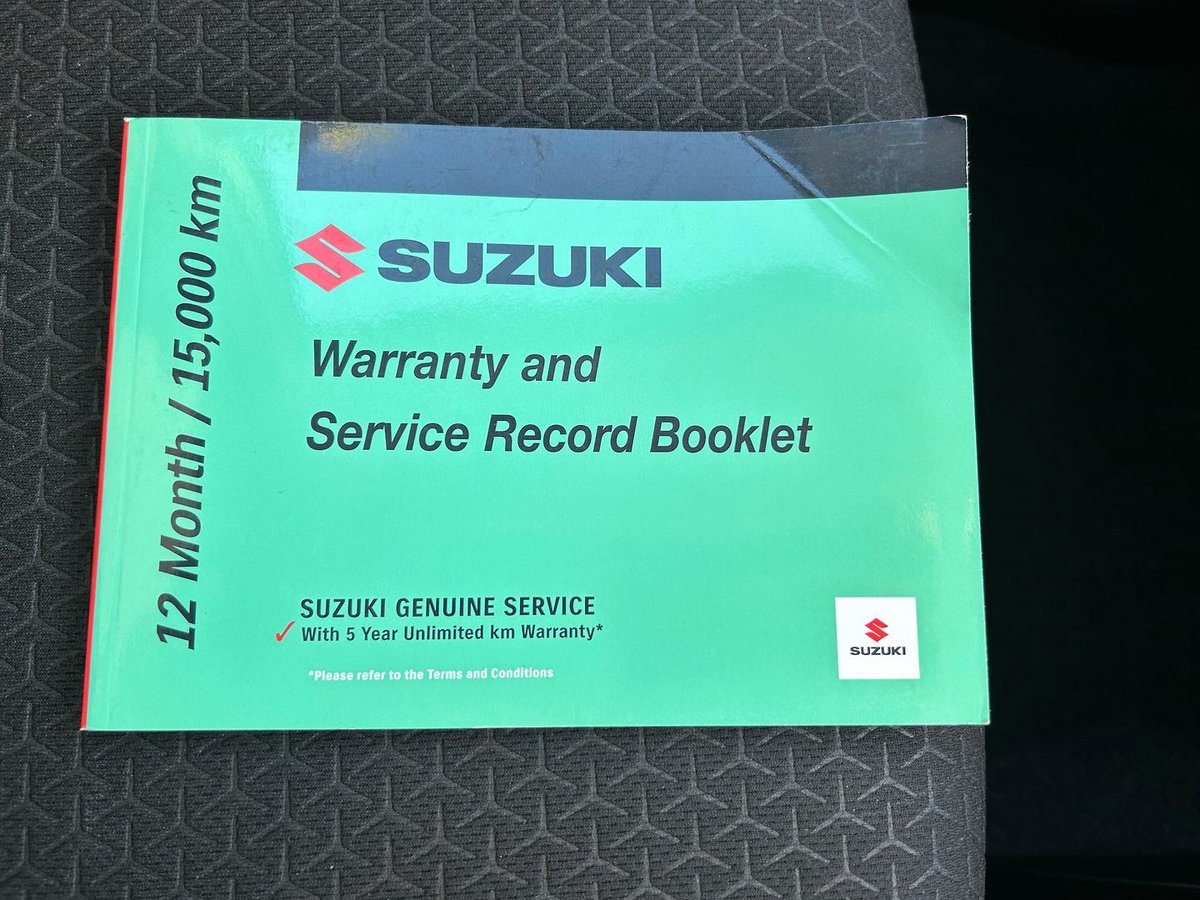 12 Month / 15,000 km
SUZUKI
Warranty and
Service Record Booklet
SUZUKI GENUINE SERVICE
With 5 Year Unlimited km Warranty*
*Please refer to the Terms and Conditions
SUZUKI